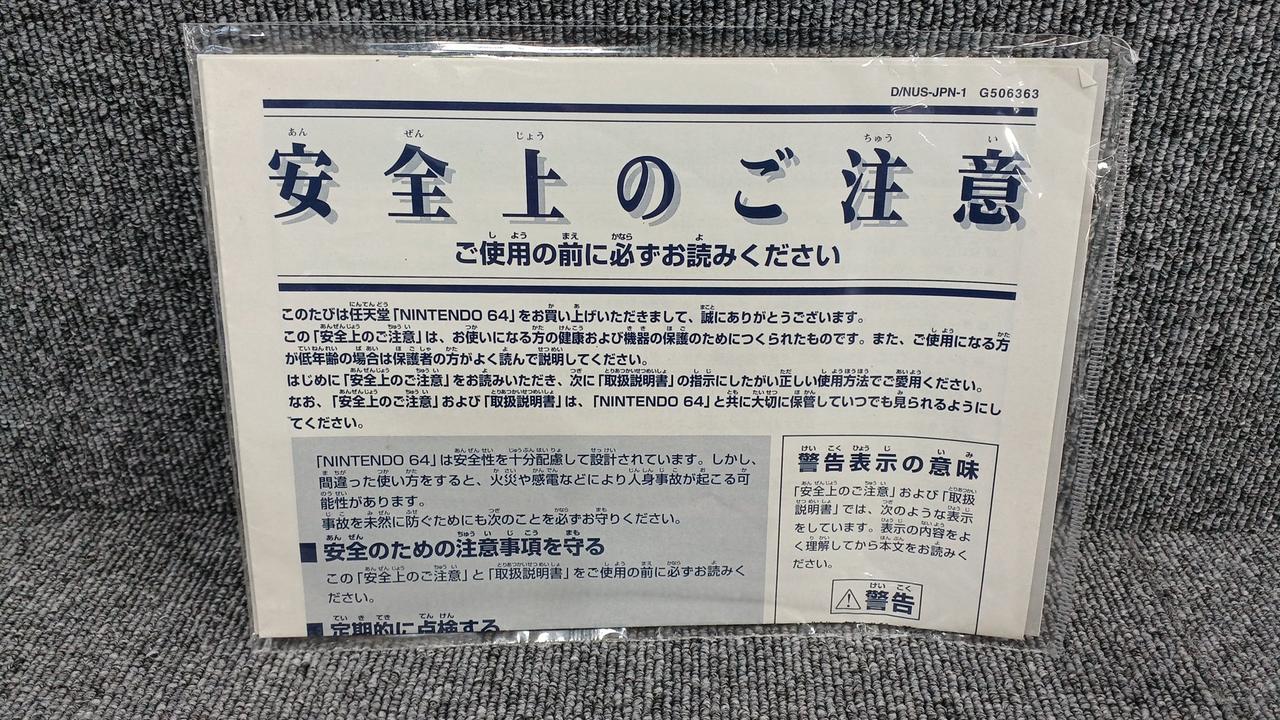 D/NUS-JPN-1 G506363
安全上のご注意
ご使用の前に必ずお読みください
このたびは任天堂「NINTENDO 64」をお買い上げいただきまして、誠にありがとうございます。
この「安全上のご注意」は、お使いになる方の健康および機器の保護のためにつくられたものです。また、ご使用になる方
が低年齢の場合は保護者の方がよく読んで説明してください。
はじめに「安全上のご注意」をお読みいただき、次に「取扱説明書」の指示にしたがい正しい使用方法でご愛用ください。
なお、「安全上のご注意」および「取扱説明書」は、「NINTENDO 64」と共に大切に保管していつでも見られるようにし
てください。
「NINTENDO 64」は安全性を十分配慮して設計されています。しかし、
間違った使い方をすると、火災や感電などにより人身事故が起こる可
能性があります。
事故を未然に防ぐためにも次のことを必ずお守りください。
■安全のための注意事項を守る
この「安全上のご注意」と「取扱説明書」をご使用の前に必ずお読みく
ださい。
■定期的に点検する
警告表示の意味
「安全上のご注意」および「取扱
説明書」では、次のような表示
をしています。表示の内容をよ
く理解してから本文をお読みく
ださい。
⚠警告